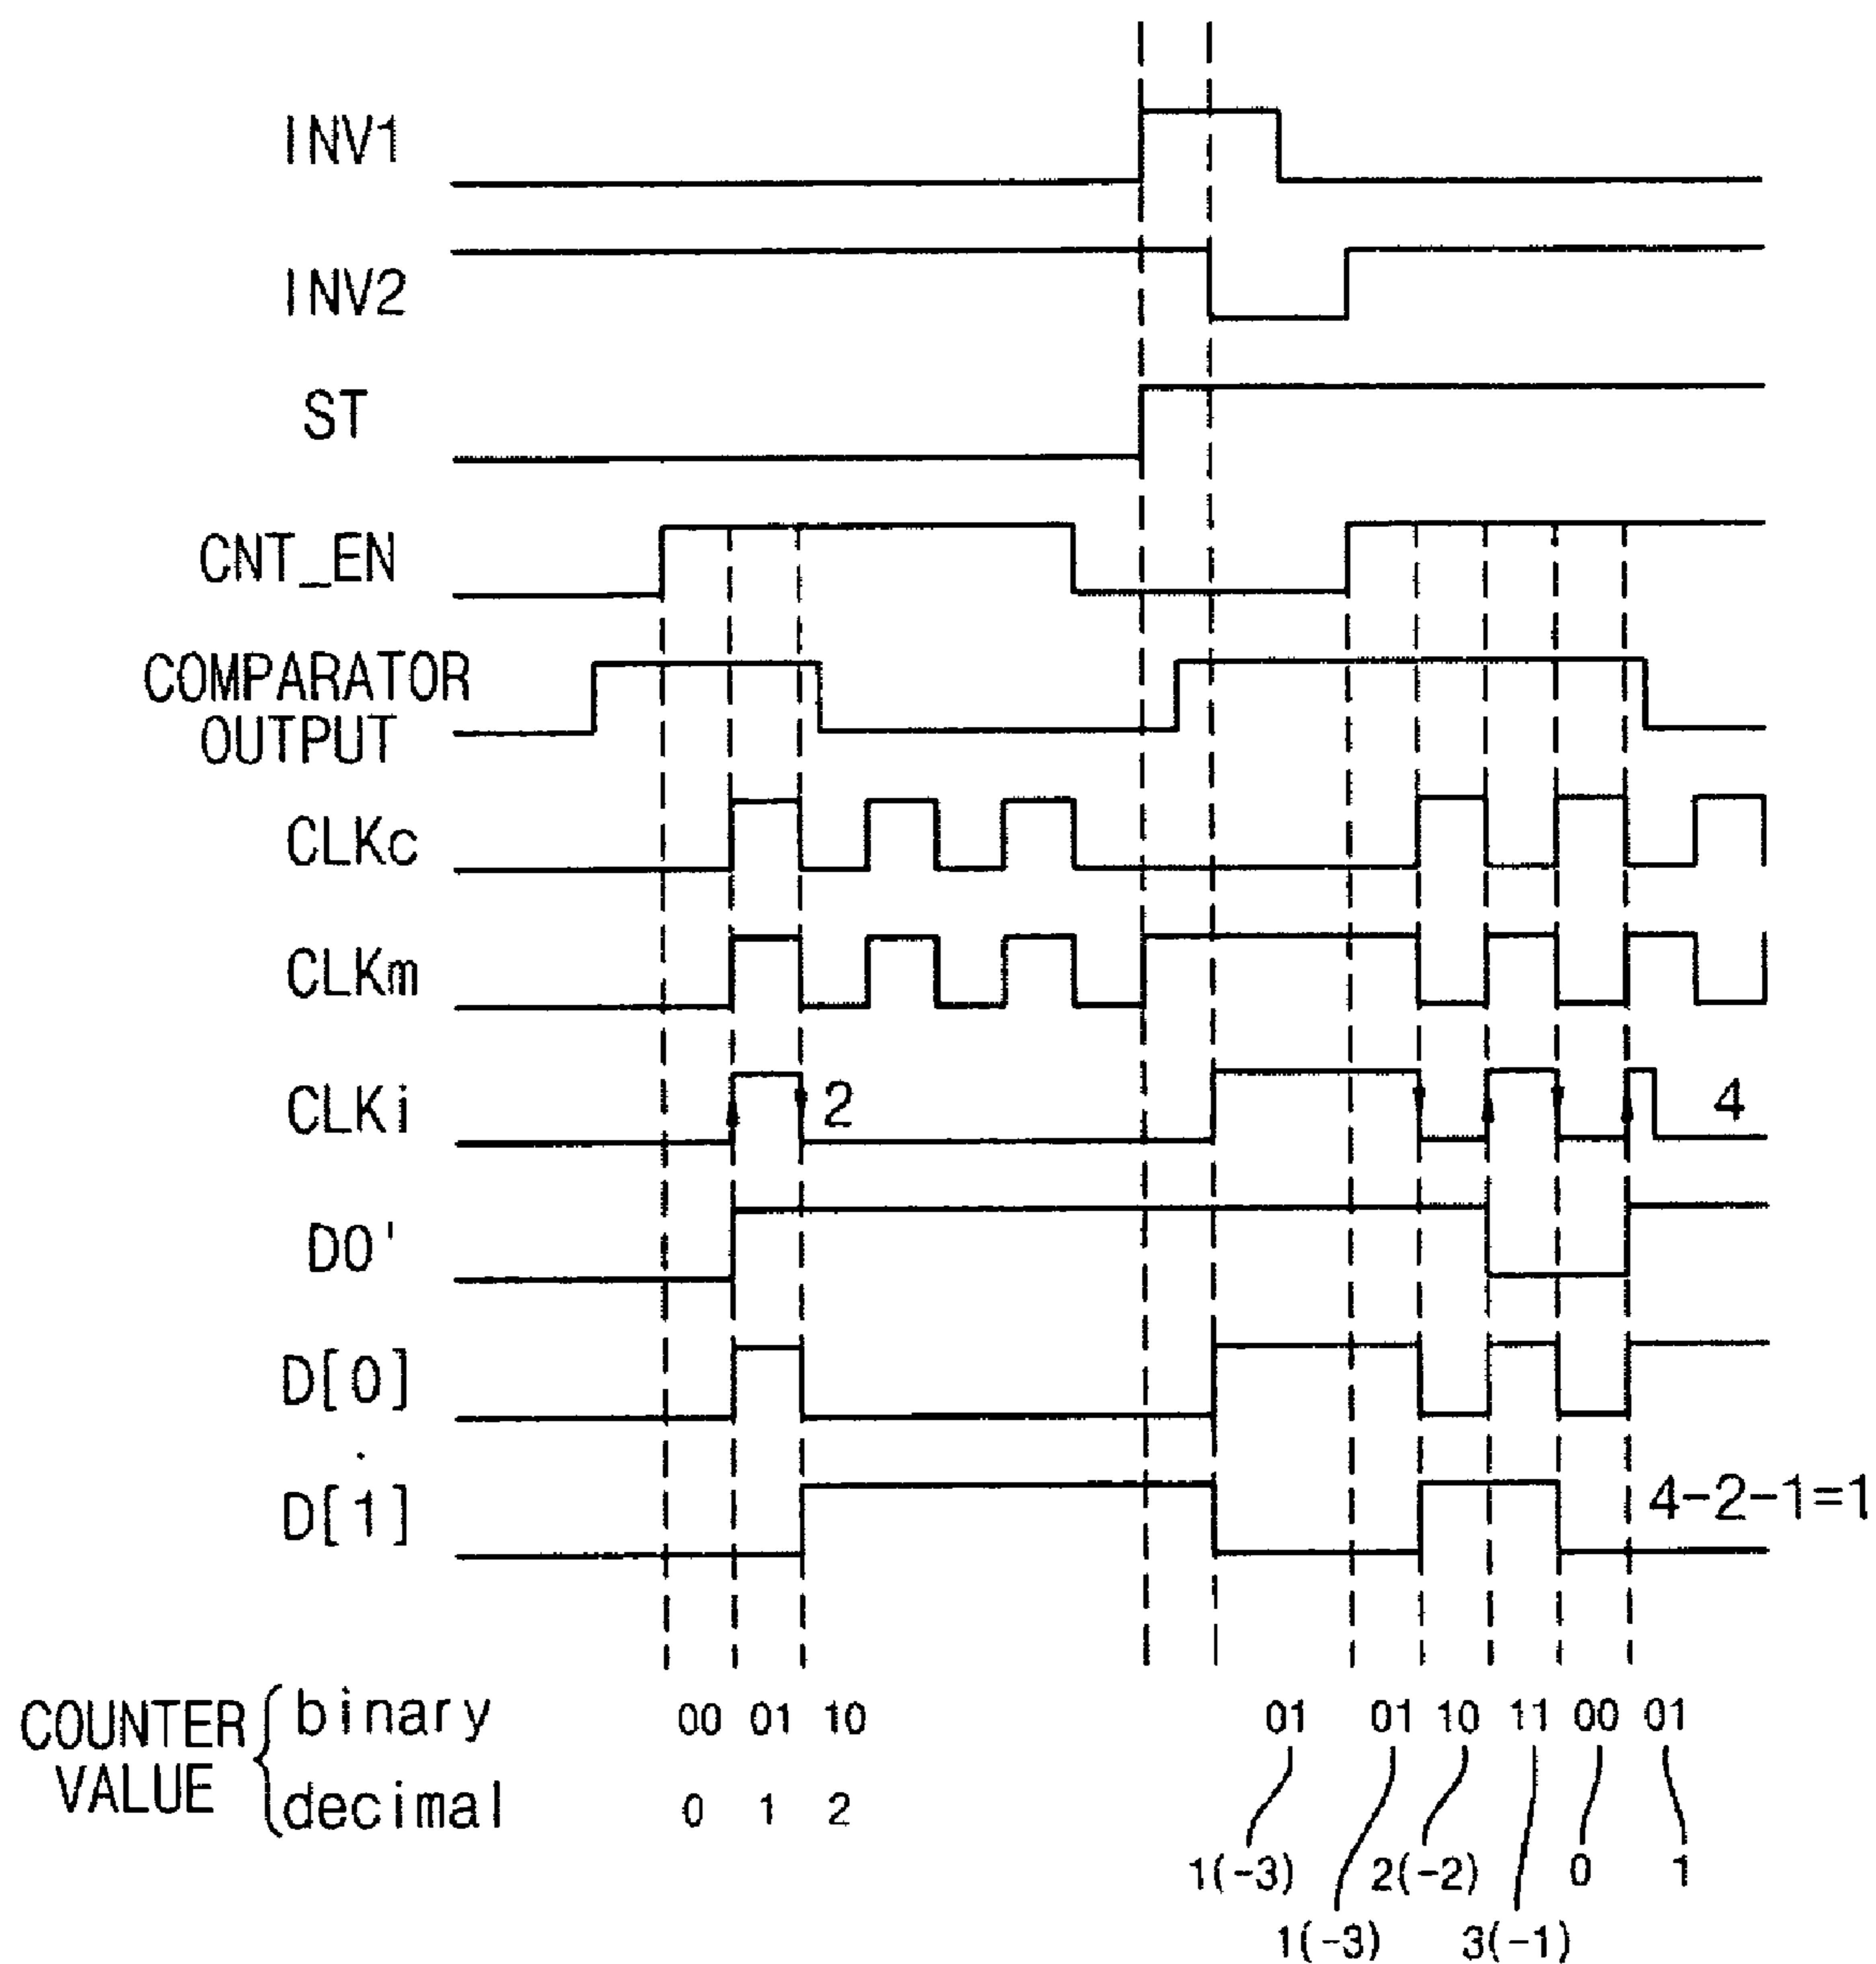 INV1
INV2
ST
CNT_EN
COMPARATOR
OUTPUT
CLKc
CLKm
CLKi
2
4
D0'
D[0]
D[1]
4-2-1=1
COUNTER
VALUE
binary
00 01 10
01 01 10 11 00 01
decimal
0 1 2
1(-3) 2(-2) 0 1
1(-3) 3(-1)